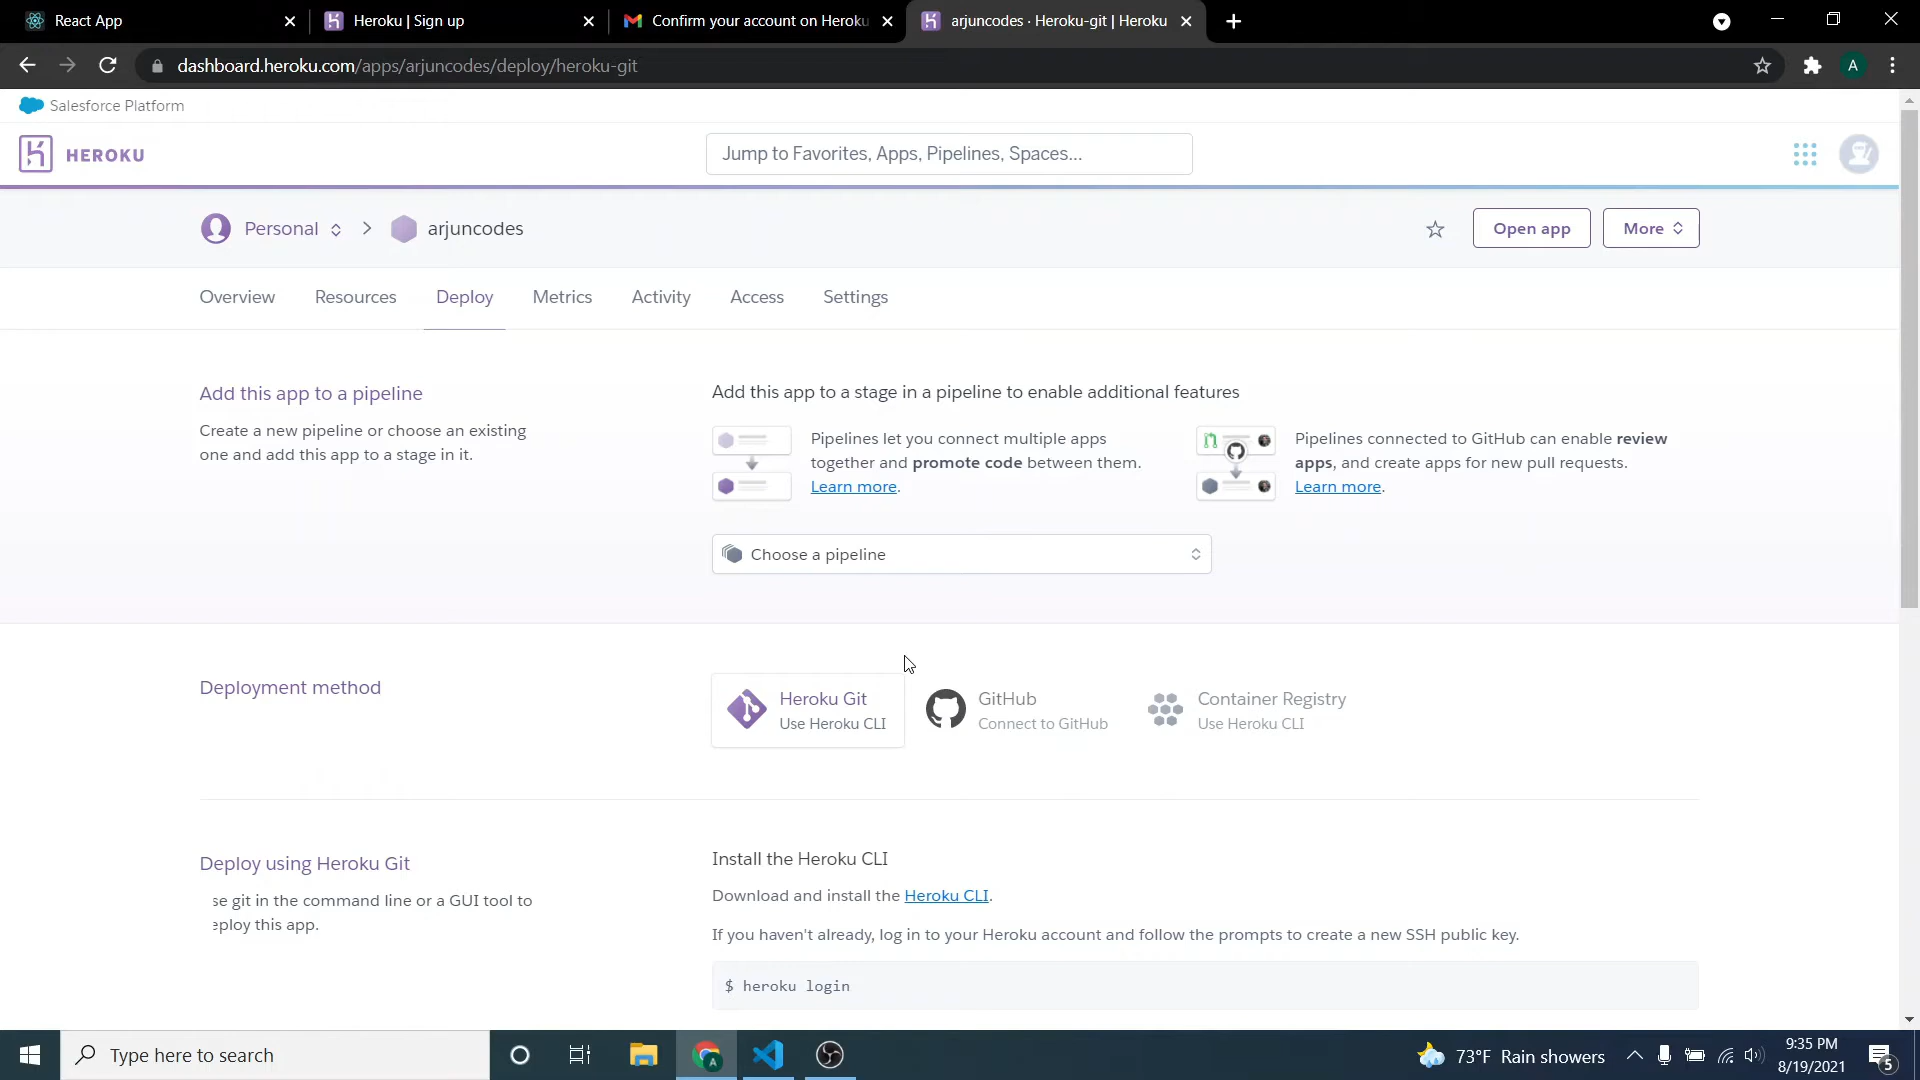 React App
Heroku | Sign up
Confirm your account on Heroku
arjuncodes · Heroku-git | Heroku
dashboard.heroku.com/apps/arjuncodes/deploy/heroku-git
A
Salesforce Platform
HEROKU
Jump to Favorites, Apps, Pipelines, Spaces...
Personal
arjuncodes
Open app
More
Overview
Resources
Deploy
Metrics
Activity
Access
Settings
Add this app to a pipeline
Create a new pipeline or choose an existing
one and add this app to a stage in it.
Add this app to a stage in a pipeline to enable additional features
Pipelines let you connect multiple apps
together and promote code between them.
Learn more.
Pipelines connected to GitHub can enable review
apps, and create apps for new pull requests.
Learn more.
Choose a pipeline
Deployment method
Heroku Git
Use Heroku CLI
GitHub
Connect to GitHub
Container Registry
Use Heroku CLI
Deploy using Heroku Git
se git in the command line or a GUI tool to
eploy this app.
Install the Heroku CLI
Download and install the Heroku CLI.
If you haven't already, log in to your Heroku account and follow the prompts to create a new SSH public key.
$ heroku login
Type here to search
A
73°F Rain showers
9:35 PM
8/19/2021
5